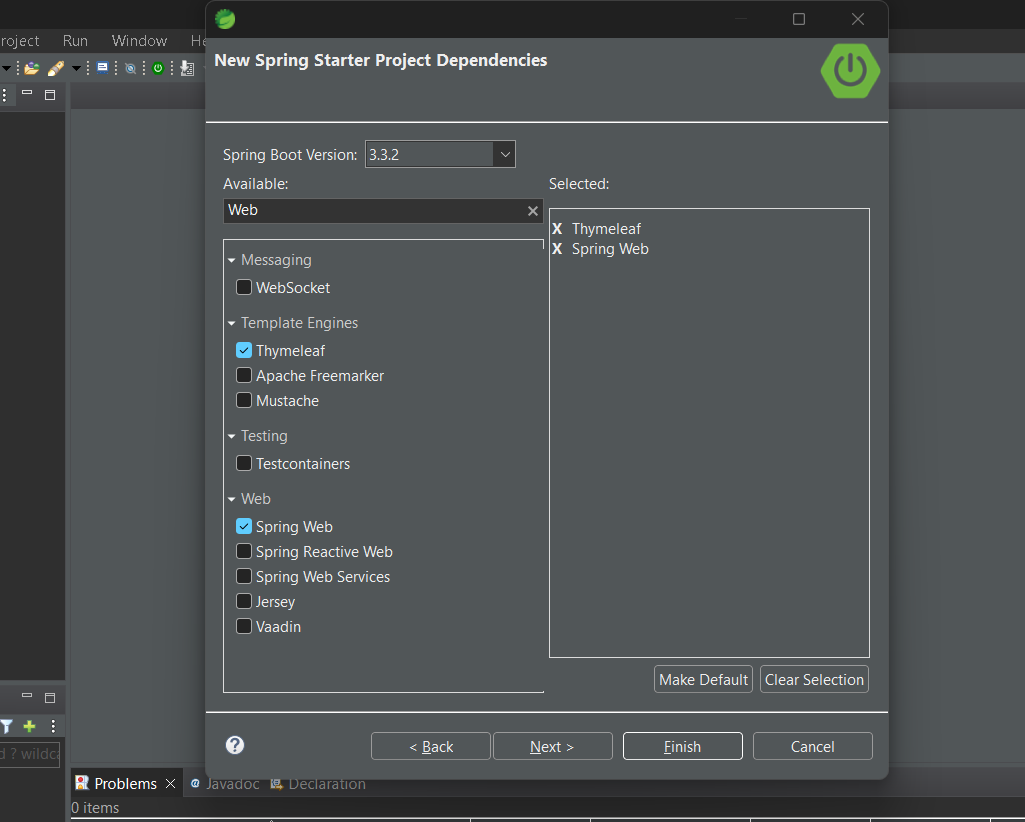 roject Run Window He
New Spring Starter Project Dependencies
Spring Boot Version: 3.3.2
Available:
Selected:
Web
X Thymeleaf
X Spring Web
Messaging
WebSocket
Template Engines
Thymeleaf
Apache Freemarker
Mustache
Testing
Testcontainers
Web
Spring Web
Spring Reactive Web
Spring Web Services
Jersey
Vaadin
Make Default Clear Selection
? < Back Next > Finish Cancel
d ? wildca
Problems @ Javadoc Declaration
0 items